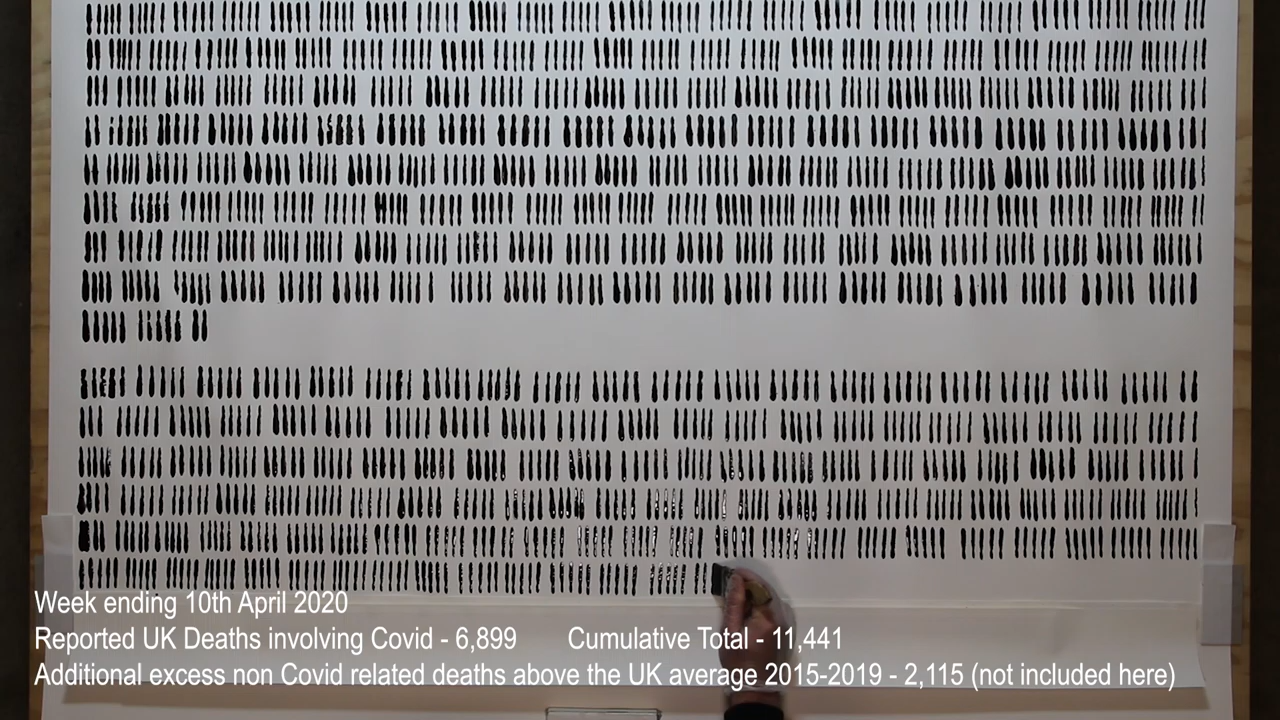 Week ending 10th April 2020
Reported UK Deaths involving Covid - 6,899 Cumulative Total - 11,441
Additional excess non Covid related deaths above the UK average 2015-2019 - 2,115 (not included here)